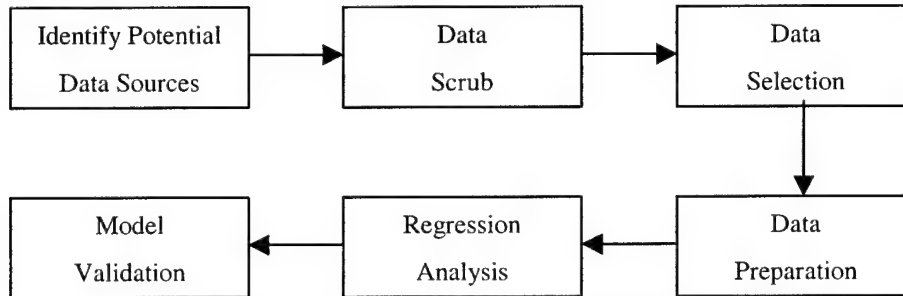 Identify Potential
Data Sources
Data
Scrub
Data
Selection
Data
Preparation
Regression
Analysis
Model
Validation